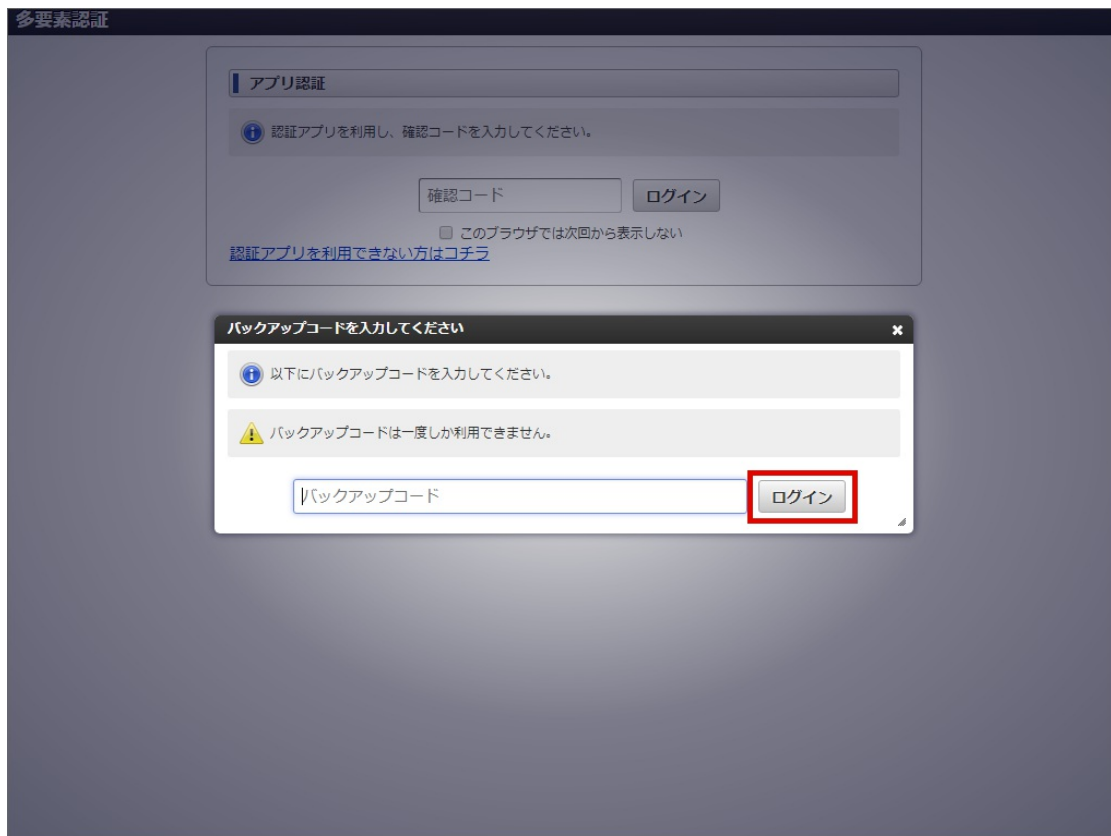 多要素認証
アプリ認証
認証アプリを利用し、確認コードを入力してください。
確認コード
ログイン
このブラウザでは次回から表示しない
認証アプリを利用できない方はコチラ
バックアップコードを入力してください
以下にバックアップコードを入力してください。
バックアップコードは一度しか利用できません。
バックアップコード
ログイン